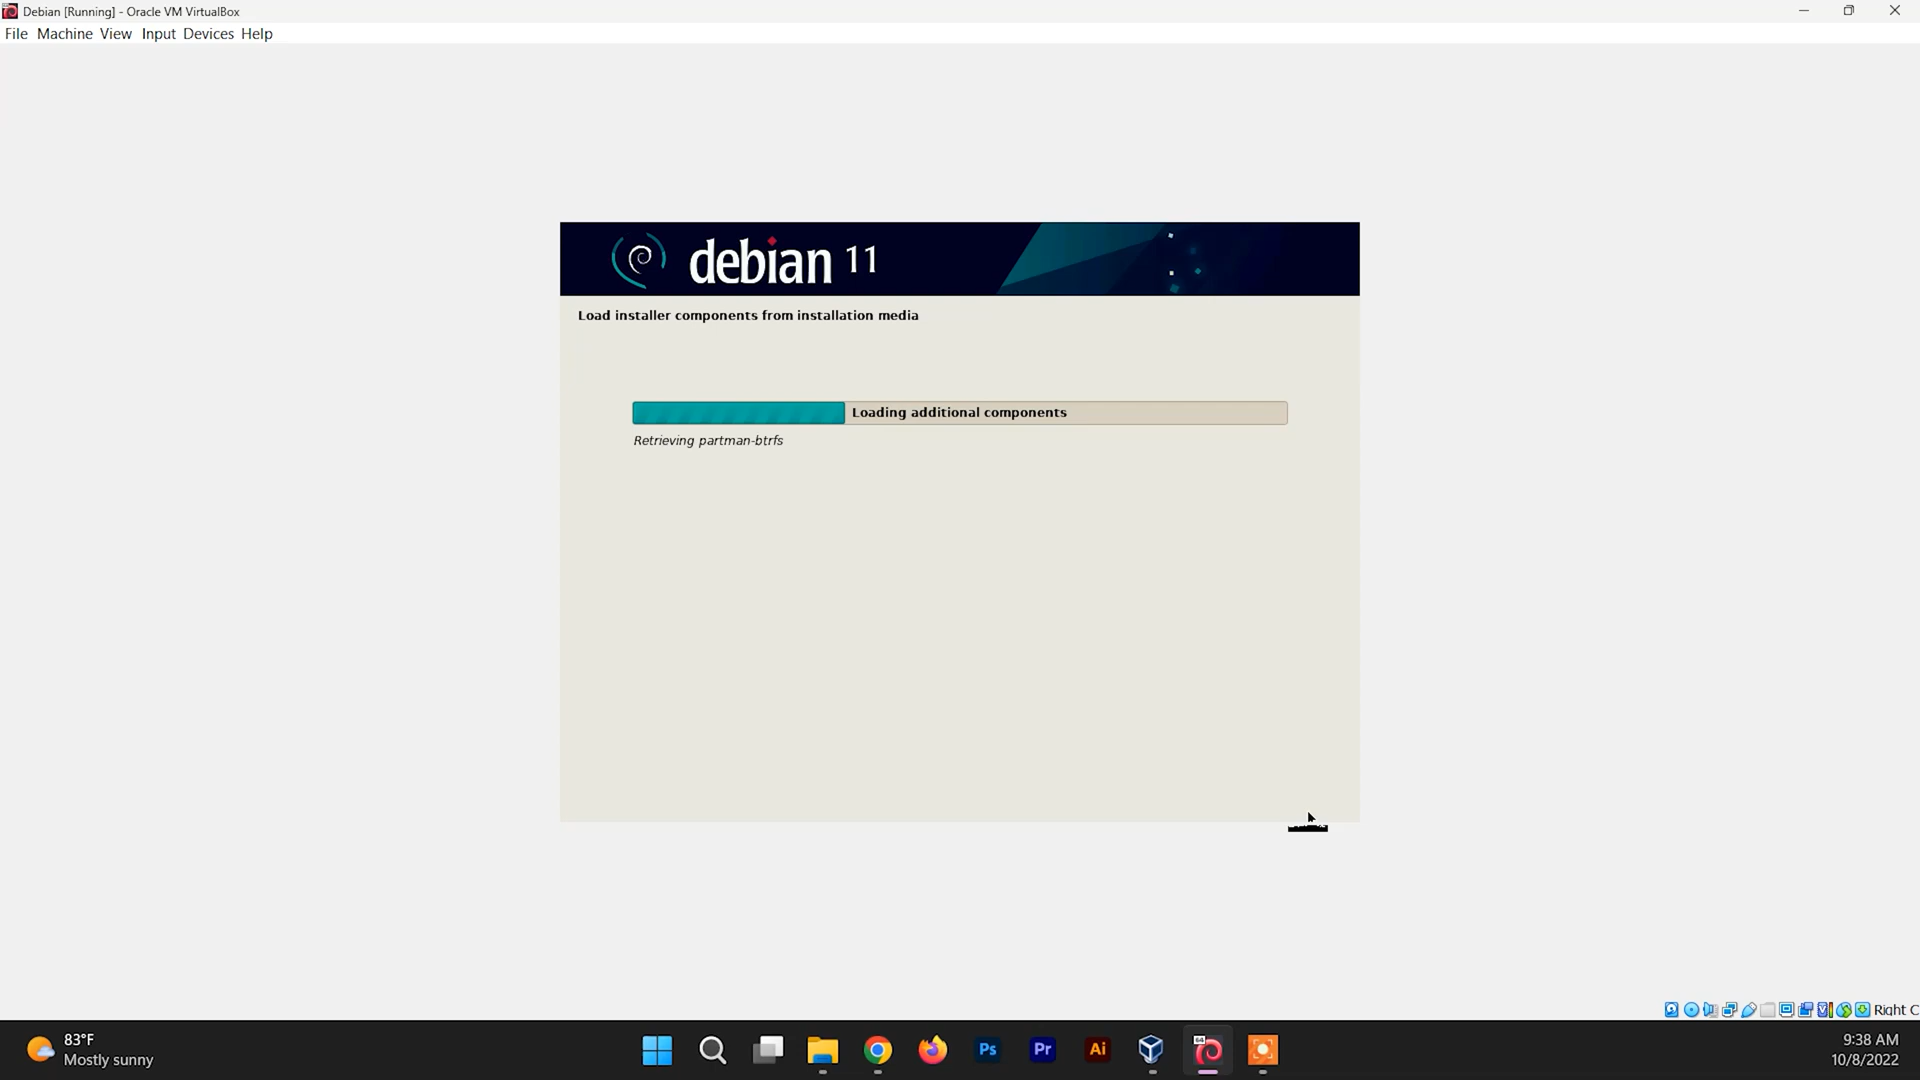 Debian [Running] - Oracle VM VirtualBox
File Machine View Input Devices Help
debian 11
Load installer components from installation media
Loading additional components
Retrieving partman-btrfs
Right C
83°F
Mostly sunny
Ps
Pr
Ai
64
9:38 AM
10/8/2022